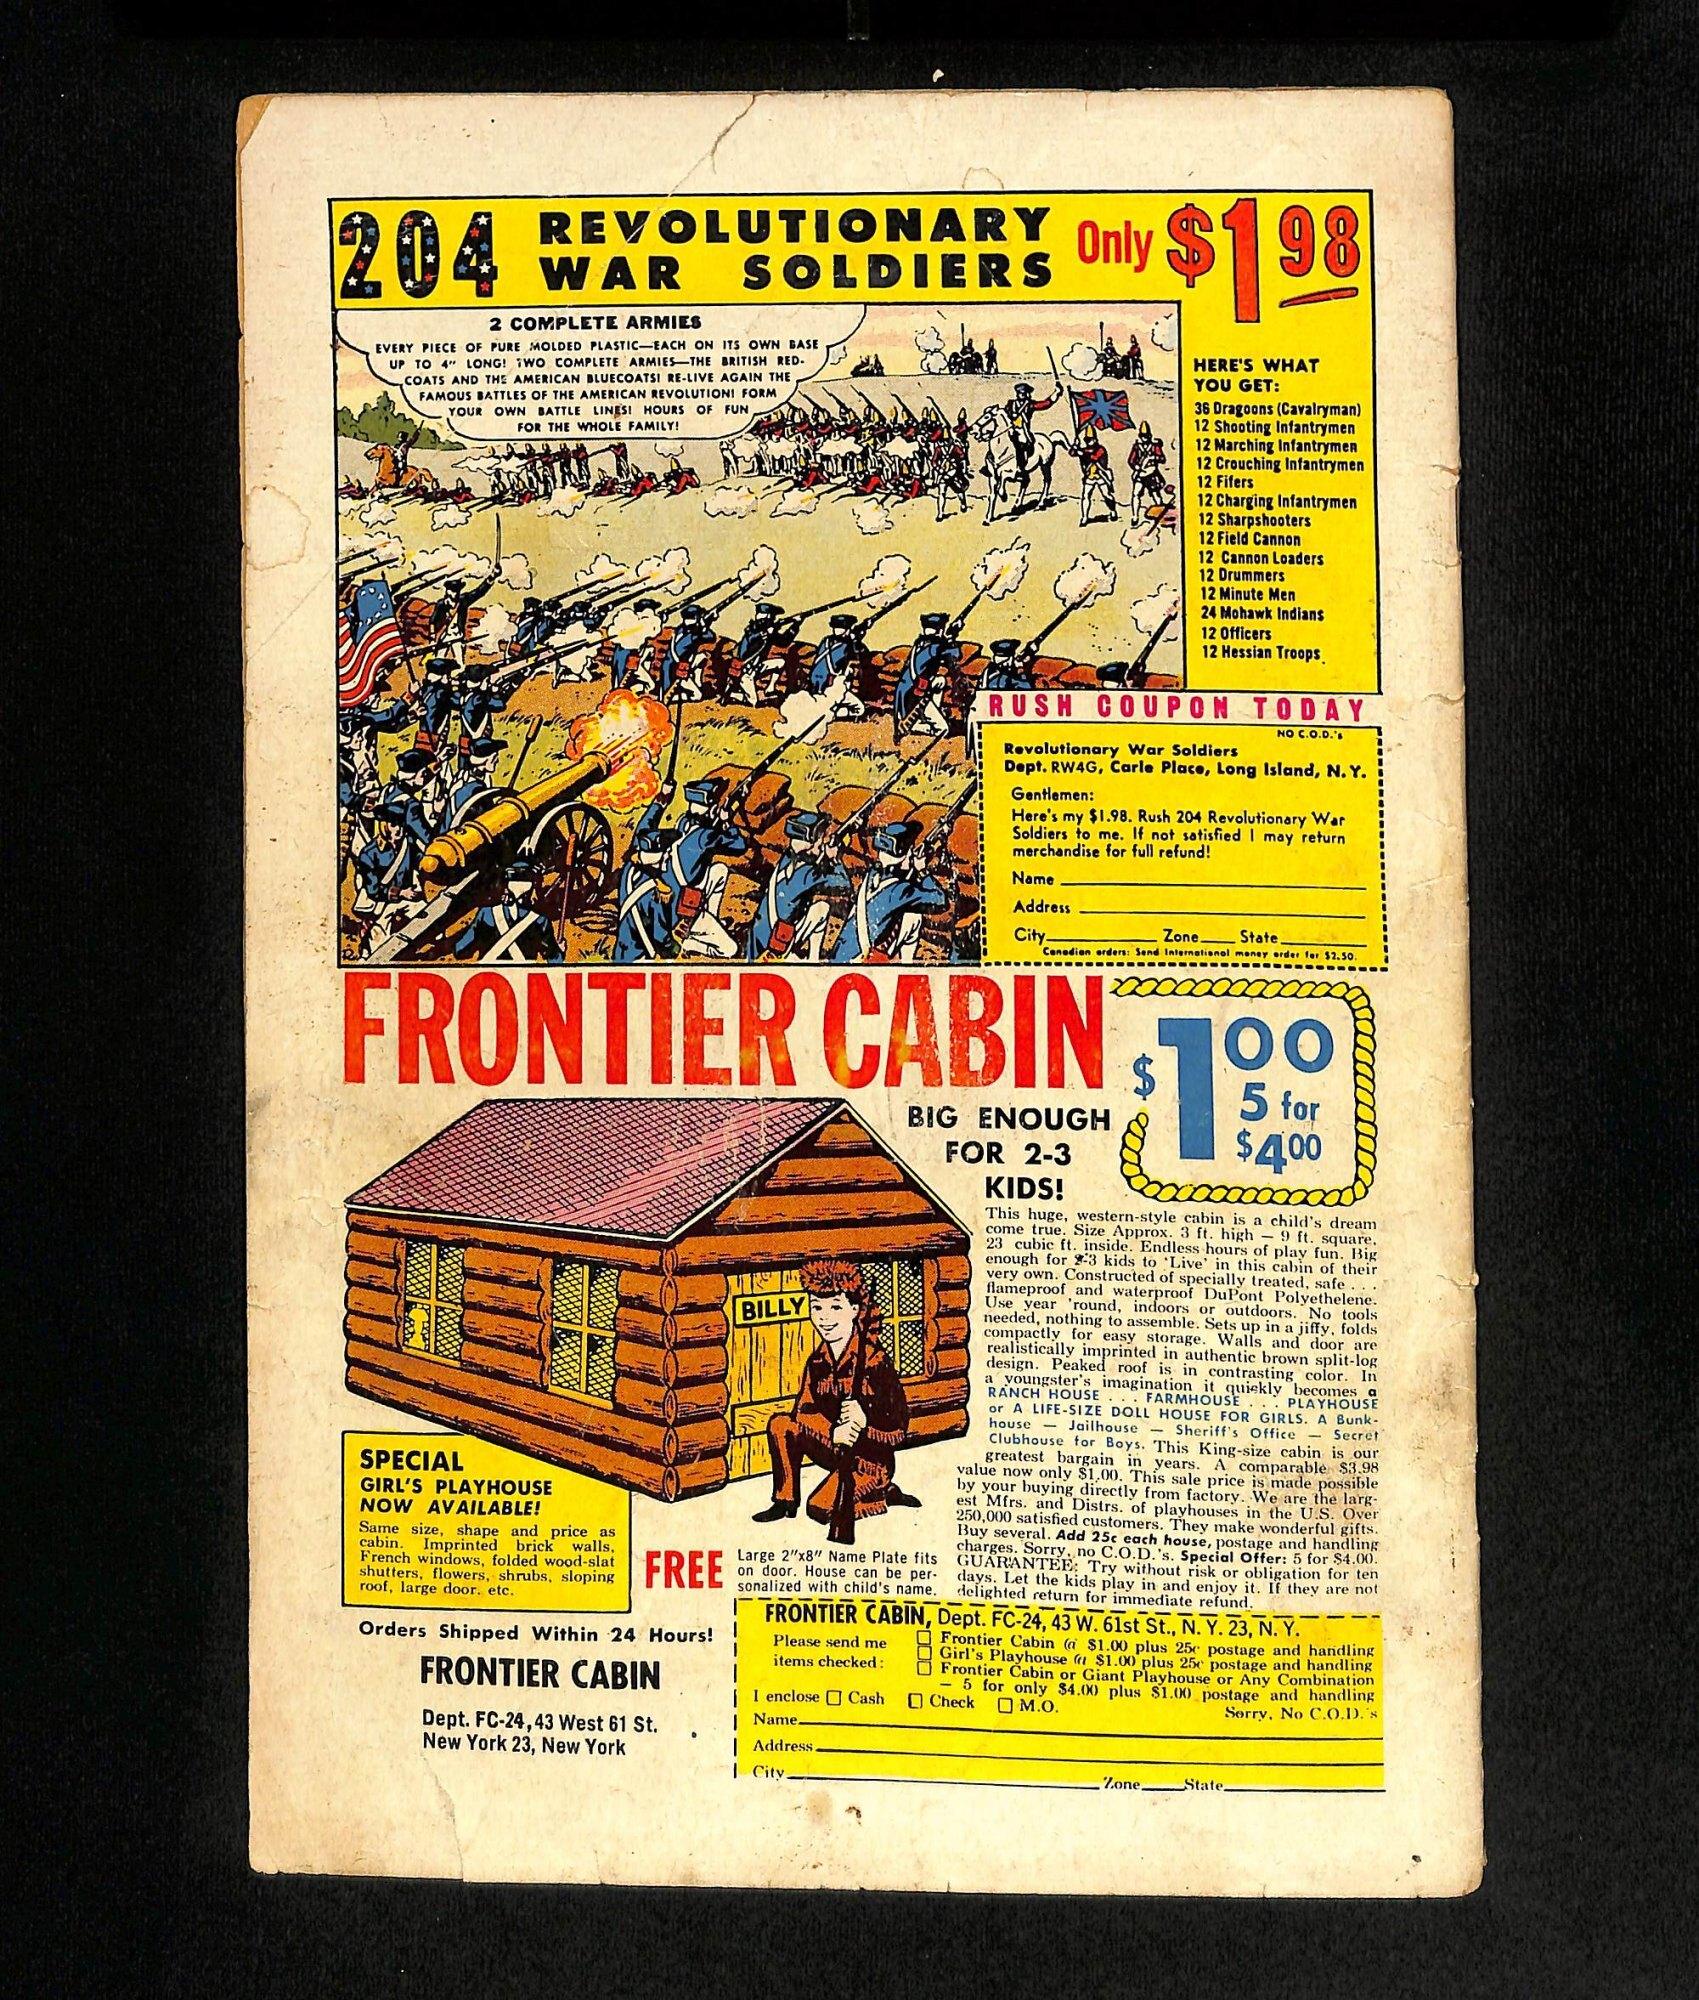 204 REVOLUTIONARY
WAR SOLDIERS
Only $1 98
2 COMPLETE ARMIES
EVERY PIECE OF PURE MOLDED PLASTIC—EACH ON ITS OWN BASE
UP TO 4" LONG! TWO COMPLETE ARMIES—THE BRITISH RED-
COATS AND THE AMERICAN BLUECOATS! RE-LIVE AGAIN THE
FAMOUS BATTLES OF THE AMERICAN REVOLUTION! FORM
YOUR OWN BATTLE LINES! HOURS OF FUN
FOR THE WHOLE FAMILY!
HERE'S WHAT
YOU GET:
36 Dragoons (Cavalryman)
12 Shooting Infantrymen
12 Marching Infantrymen
12 Crouching Infantrymen
12 Fifers
12 Charging Infantrymen
12 Sharpshooters
12 Field Cannon
12 Cannon Loaders
12 Drummers
12 Minute Men
24 Mohawk Indians
12 Officers
12 Hessian Troops
RUSH COUPON TODAY
NO C.O.D.'s
Revolutionary War Soldiers
Dept. RW4G, Carle Place, Long Island, N.Y.
Gentlemen:
Here's my $1.98. Rush 204 Revolutionary War
Soldiers to me. If not satisfied I may return
merchandise for full refund!
Name
Address
City Zone State
Canadian orders: Send International money order for $2.50.
FRONTIER CABIN
$1 00
5 for
$4 00
BIG ENOUGH
FOR 2-3
KIDS!
BILLY
This huge, western-style cabin is a child's dream
come true. Size Approx. 3 ft. high — 9 ft. square,
23 cubic ft. inside. Endless hours of play fun. Big
enough for 2-3 kids to 'Live' in this cabin of their
very own. Constructed of specially treated, safe . . .
flameproof and waterproof DuPont Polyethelene.
Use year 'round, indoors or outdoors. No tools
needed, nothing to assemble. Sets up in a jiffy, folds
compactly for easy storage. Walls and door are
realistically imprinted in authentic brown split-log
design. Peaked roof is in contrasting color. In
a youngster's imagination it quickly becomes a
RANCH HOUSE . . . FARMHOUSE . . . PLAYHOUSE
or A LIFE-SIZE DOLL HOUSE FOR GIRLS. A Bunk-
house — Jailhouse — Sheriff's Office — Secret
Clubhouse for Boys. This King-size cabin is our
greatest bargain in years. A comparable $3.98
value now only $1.00. This sale price is made possible
by your buying directly from factory. We are the larg-
est Mfrs. and Distrs. of playhouses in the U.S. Over
250,000 satisfied customers. They make wonderful gifts.
Buy several. Add 25c each house, postage and handling
charges. Sorry, no C.O.D.'s. Special Offer: 5 for $4.00.
GUARANTEE: Try without risk or obligation for ten
days. Let the kids play in and enjoy it. If they are not
delighted return for immediate refund.
SPECIAL
GIRL'S PLAYHOUSE
NOW AVAILABLE!
Same size, shape and price as
cabin. Imprinted brick walls,
French windows, folded wood-slat
shutters, flowers, shrubs, sloping
roof, large door. etc.
FREE
Large 2"x8" Name Plate fits
on door. House can be per-
sonalized with child's name.
Orders Shipped Within 24 Hours!
FRONTIER CABIN
Dept. FC-24, 43 West 61 St.
New York 23, New York
FRONTIER CABIN, Dept. FC-24, 43 W. 61st St., N. Y. 23, N. Y.
Please send me
items checked:
☐ Frontier Cabin @ $1.00 plus 25c postage and handling
☐ Girl's Playhouse @ $1.00 plus 25c postage and handling
☐ Frontier Cabin or Giant Playhouse or Any Combination
— 5 for only $4.00 plus $1.00 postage and handling
I enclose ☐ Cash ☐ Check ☐ M.O.
Sorry, No C.O.D.'s
Name
Address
City Zone State